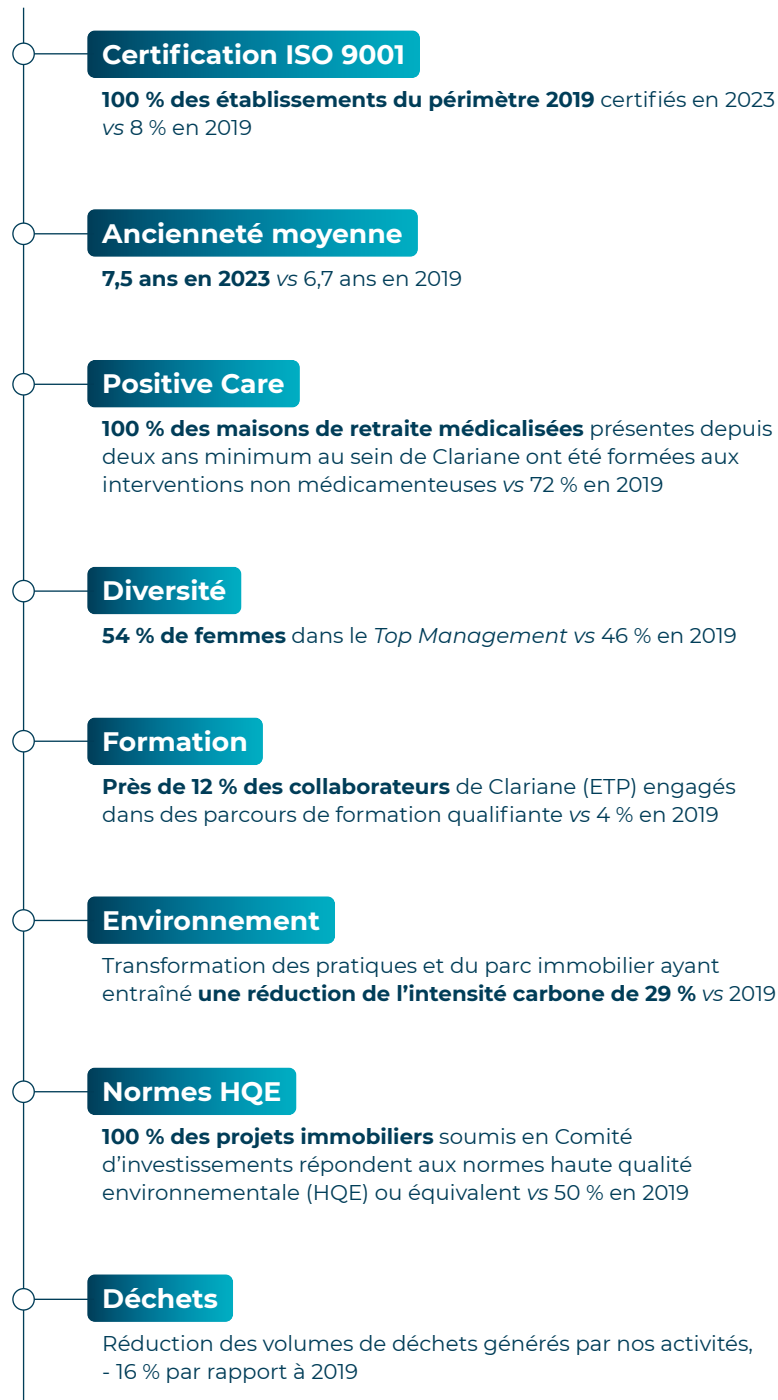 Certification ISO 9001
100 % des établissements du périmètre 2019 certifiés en 2023
vs 8 % en 2019
Ancienneté moyenne
7,5 ans en 2023 vs 6,7 ans en 2019
Positive Care
100 % des maisons de retraite médicalisées présentes depuis
deux ans minimum au sein de Clariane ont été formées aux
interventions non médicamenteuses vs 72 % en 2019
Diversité
54 % de femmes dans le Top Management vs 46 % en 2019
Formation
Près de 12 % des collaborateurs de Clariane (ETP) engagés
dans des parcours de formation qualifiante vs 4 % en 2019
Environnement
Transformation des pratiques et du parc immobilier ayant
entraîné une réduction de l’intensité carbone de 29 % vs 2019
Normes HQE
100 % des projets immobiliers soumis en Comité
d’investissements répondent aux normes haute qualité
environnementale (HQE) ou équivalent vs 50 % en 2019
Déchets
Réduction des volumes de déchets générés par nos activités,
- 16 % par rapport à 2019